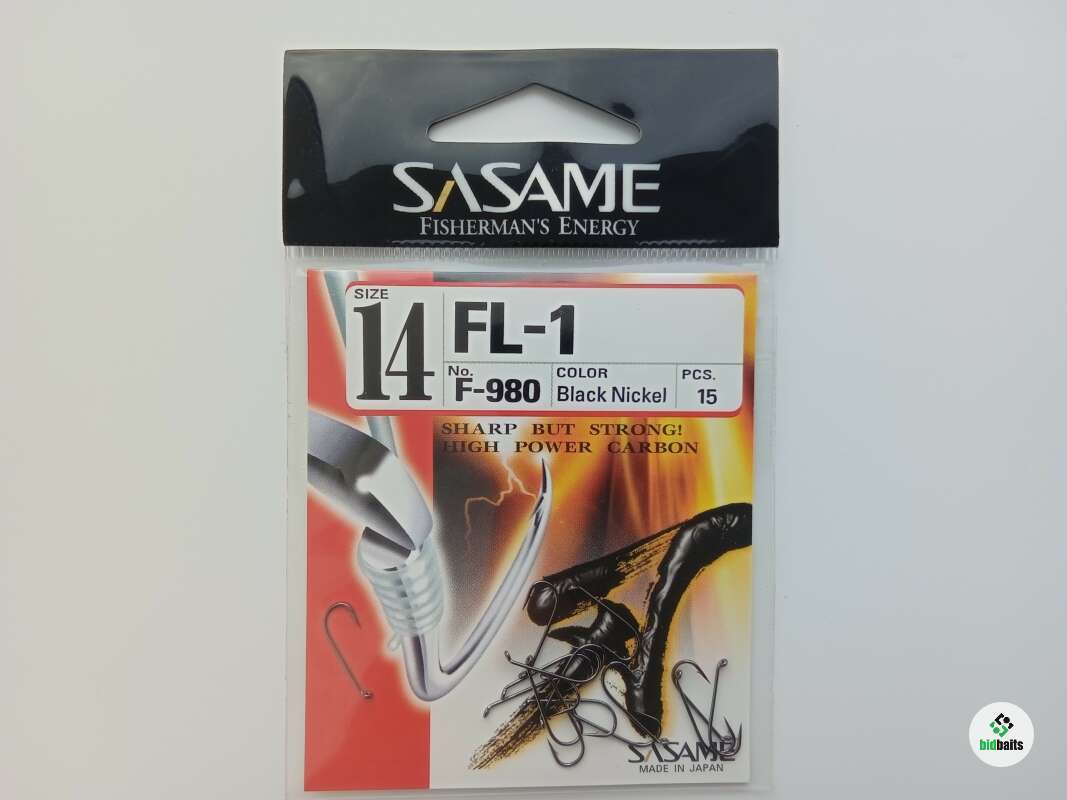 SASAME
FISHERMAN'S ENERGY
SIZE
14
FL-1
No.
F-980
COLOR
Black Nickel
PCS.
15
SHARP BUT STRONG!
HIGH POWER CARBON
SASAME
MADE IN JAPAN
bidbaits